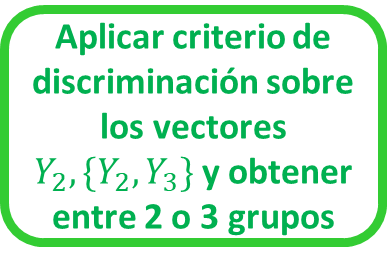 Aplicar criterio de
discriminación sobre
los vectores
Y₂, {Y₂, Y₃} y obtener
entre 2 o 3 grupos